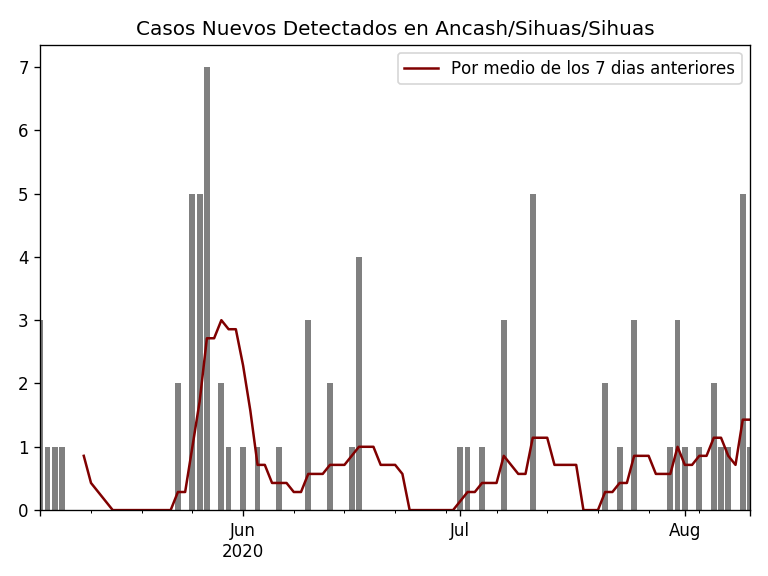 Casos Nuevos Detectados en Ancash/Sihuas/Sihuas
Por medio de los 7 dias anteriores
7
6
5
4
3
2
1
0
Jun
2020
Jul
Aug